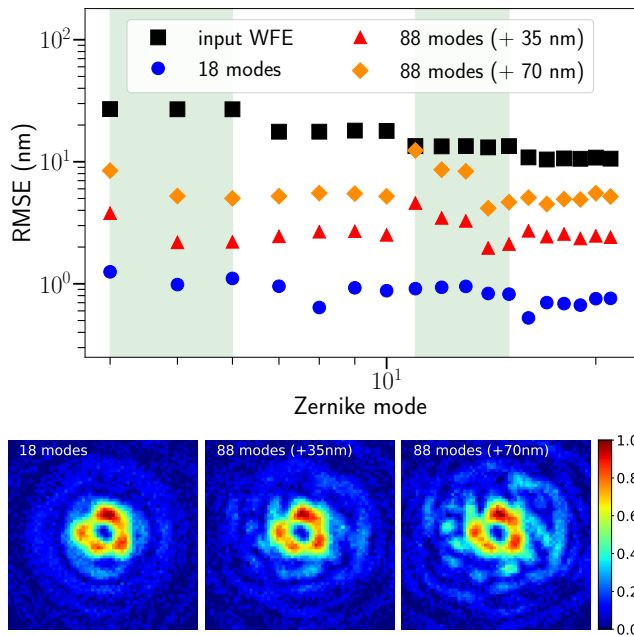 10²
10¹
10⁰
RMSE (nm)
input WFE
18 modes
88 modes (+ 35 nm)
88 modes (+ 70 nm)
10¹
Zernike mode
18 modes
88 modes (+35nm)
88 modes (+70nm)
1.0
0.8
0.6
0.4
0.2
0.0